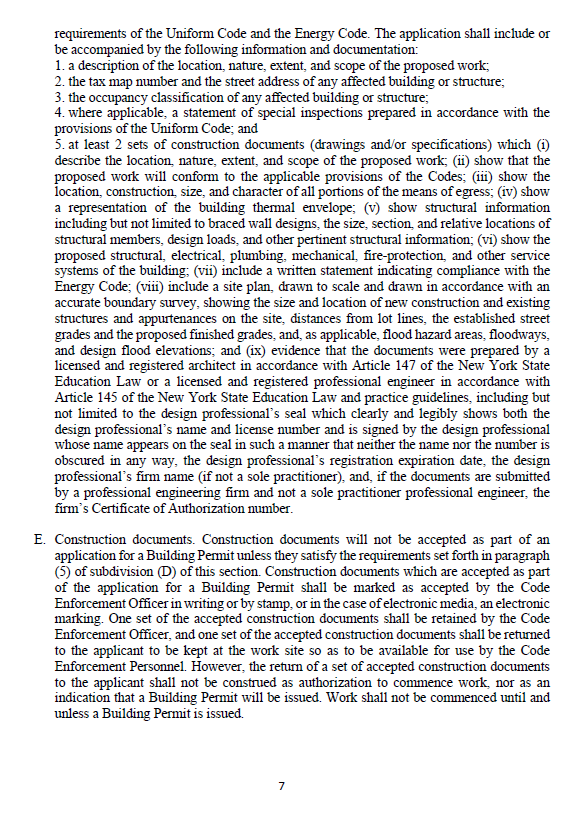 requirements of the Uniform Code and the Energy Code. The application shall include or
be accompanied by the following information and documentation:
1. a description of the location, nature, extent, and scope of the proposed work;
2. the tax map number and the street address of any affected building or structure;
3. the occupancy classification of any affected building or structure;
4. where applicable, a statement of special inspections prepared in accordance with the
provisions of the Uniform Code; and
5. at least 2 sets of construction documents (drawings and/or specifications) which (i)
describe the location, nature, extent, and scope of the proposed work; (ii) show that the
proposed work will conform to the applicable provisions of the Codes; (iii) show the
location, construction, size, and character of all portions of the means of egress; (iv) show
a representation of the building thermal envelope; (v) show structural information
including but not limited to braced wall designs, the size, section, and relative locations of
structural members, design loads, and other pertinent structural information; (vi) show the
proposed structural, electrical, plumbing, mechanical, fire-protection, and other service
systems of the building; (vii) include a written statement indicating compliance with the
Energy Code; (viii) include a site plan, drawn to scale and drawn in accordance with an
accurate boundary survey, showing the size and location of new construction and existing
structures and appurtenances on the site, distances from lot lines, the established street
grades and the proposed finished grades, and, as applicable, flood hazard areas, floodways,
and design flood elevations; and (ix) evidence that the documents were prepared by a
licensed and registered architect in accordance with Article 147 of the New York State
Education Law or a licensed and registered professional engineer in accordance with
Article 145 of the New York State Education Law and practice guidelines, including but
not limited to the design professional's seal which clearly and legibly shows both the
design professional's name and license number and is signed by the design professional
whose name appears on the seal in such a manner that neither the name nor the number is
obscured in any way, the design professional's registration expiration date, the design
professional's firm name (if not a sole practitioner), and, if the documents are submitted
by a professional engineering firm and not a sole practitioner professional engineer, the
firm's Certificate of Authorization number.
E. Construction documents. Construction documents will not be accepted as part of an
application for a Building Permit unless they satisfy the requirements set forth in paragraph
(5) of subdivision (D) of this section. Construction documents which are accepted as part
of the application for a Building Permit shall be marked as accepted by the Code
Enforcement Officer in writing or by stamp, or in the case of electronic media, an electronic
marking. One set of the accepted construction documents shall be retained by the Code
Enforcement Officer, and one set of the accepted construction documents shall be returned
to the applicant to be kept at the work site so as to be available for use by the Code
Enforcement Personnel. However, the return of a set of accepted construction documents
to the applicant shall not be construed as authorization to commence work, nor as an
indication that a Building Permit will be issued. Work shall not be commenced until and
unless a Building Permit is issued.
7